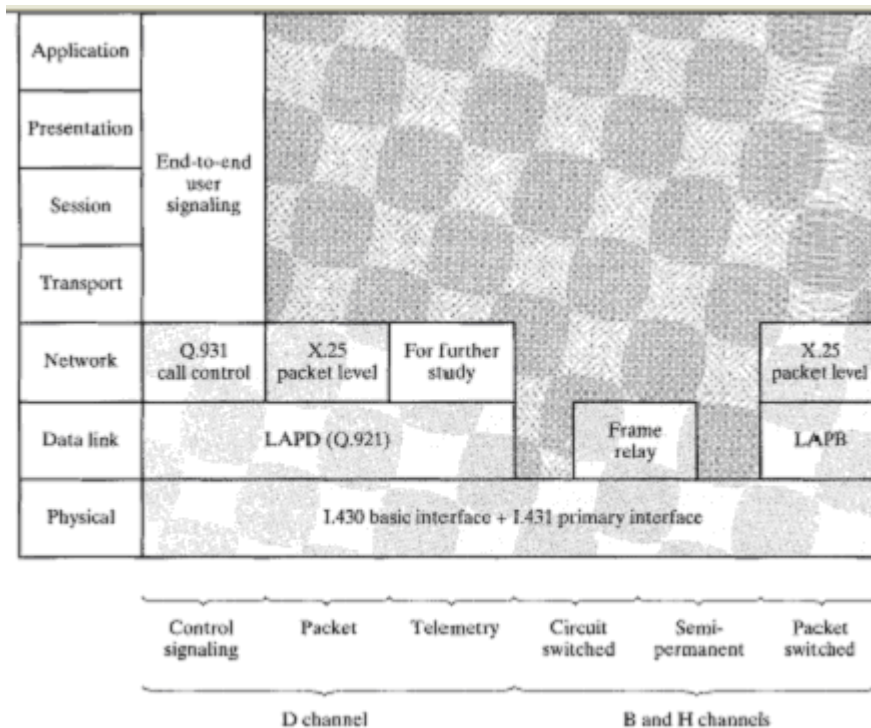 Application
Presentation
Session
Transport
End-to-end
user
signaling
Network
Q.931
call control
X.25
packet level
For further
study
X.25
packet level
Data link
LAPD (Q.921)
Frame
relay
LAPB
Physical
I.430 basic interface + I.431 primary interface
Control
signaling
Packet
Telemetry
Circuit
switched
Semi-
permanent
Packet
switched
D channel
B and H channels